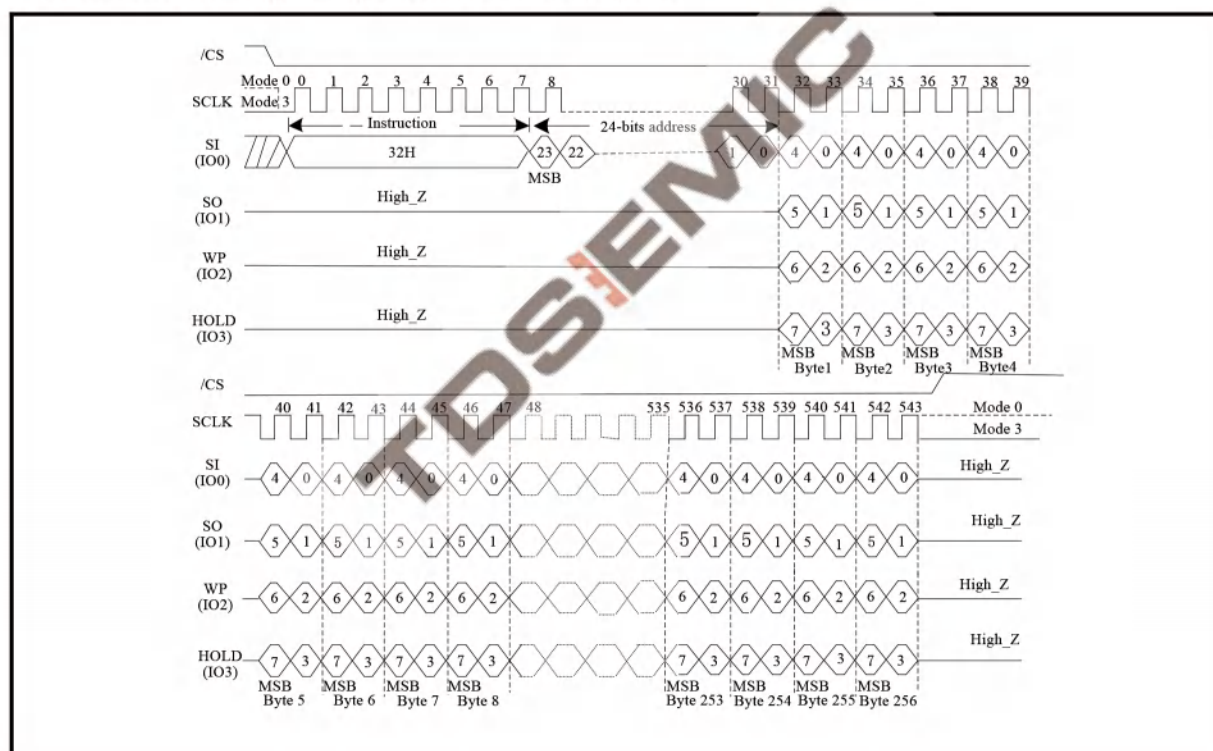 /CS
Mode 0 0 1 2 3 4 5 6 7 8 30 31 32 33 34 35 36 37 38 39
SCLK Mode 3
Instruction 24-bits address
SI (IO0) 32H 23 22 1 0 4 0 4 0 4 0 4 0
MSB
SO (IO1) High_Z 5 1 5 1 5 1 5 1
WP (IO2) High_Z 6 2 6 2 6 2 6 2
HOLD (IO3) High_Z 7 3 7 3 7 3 7 3
MSB MSB MSB MSB
Byte1 Byte2 Byte3 Byte4
/CS
40 41 42 43 44 45 46 47 48 535 536 537 538 539 540 541 542 543 Mode 0
SCLK Mode 3
SI (IO0) 4 0 4 0 4 0 4 0 4 0 4 0 4 0 4 0 High_Z
SO (IO1) 5 1 5 1 5 1 5 1 5 1 5 1 5 1 5 1 High_Z
WP (IO2) 6 2 6 2 6 2 6 2 6 2 6 2 6 2 6 2 High_Z
HOLD (IO3) 7 3 7 3 7 3 7 3 7 3 7 3 7 3 7 3 High_Z
MSB MSB MSB MSB MSB MSB MSB MSB
Byte 5 Byte 6 Byte 7 Byte 8 Byte 253 Byte 254 Byte 255 Byte 256
TDSEMIC